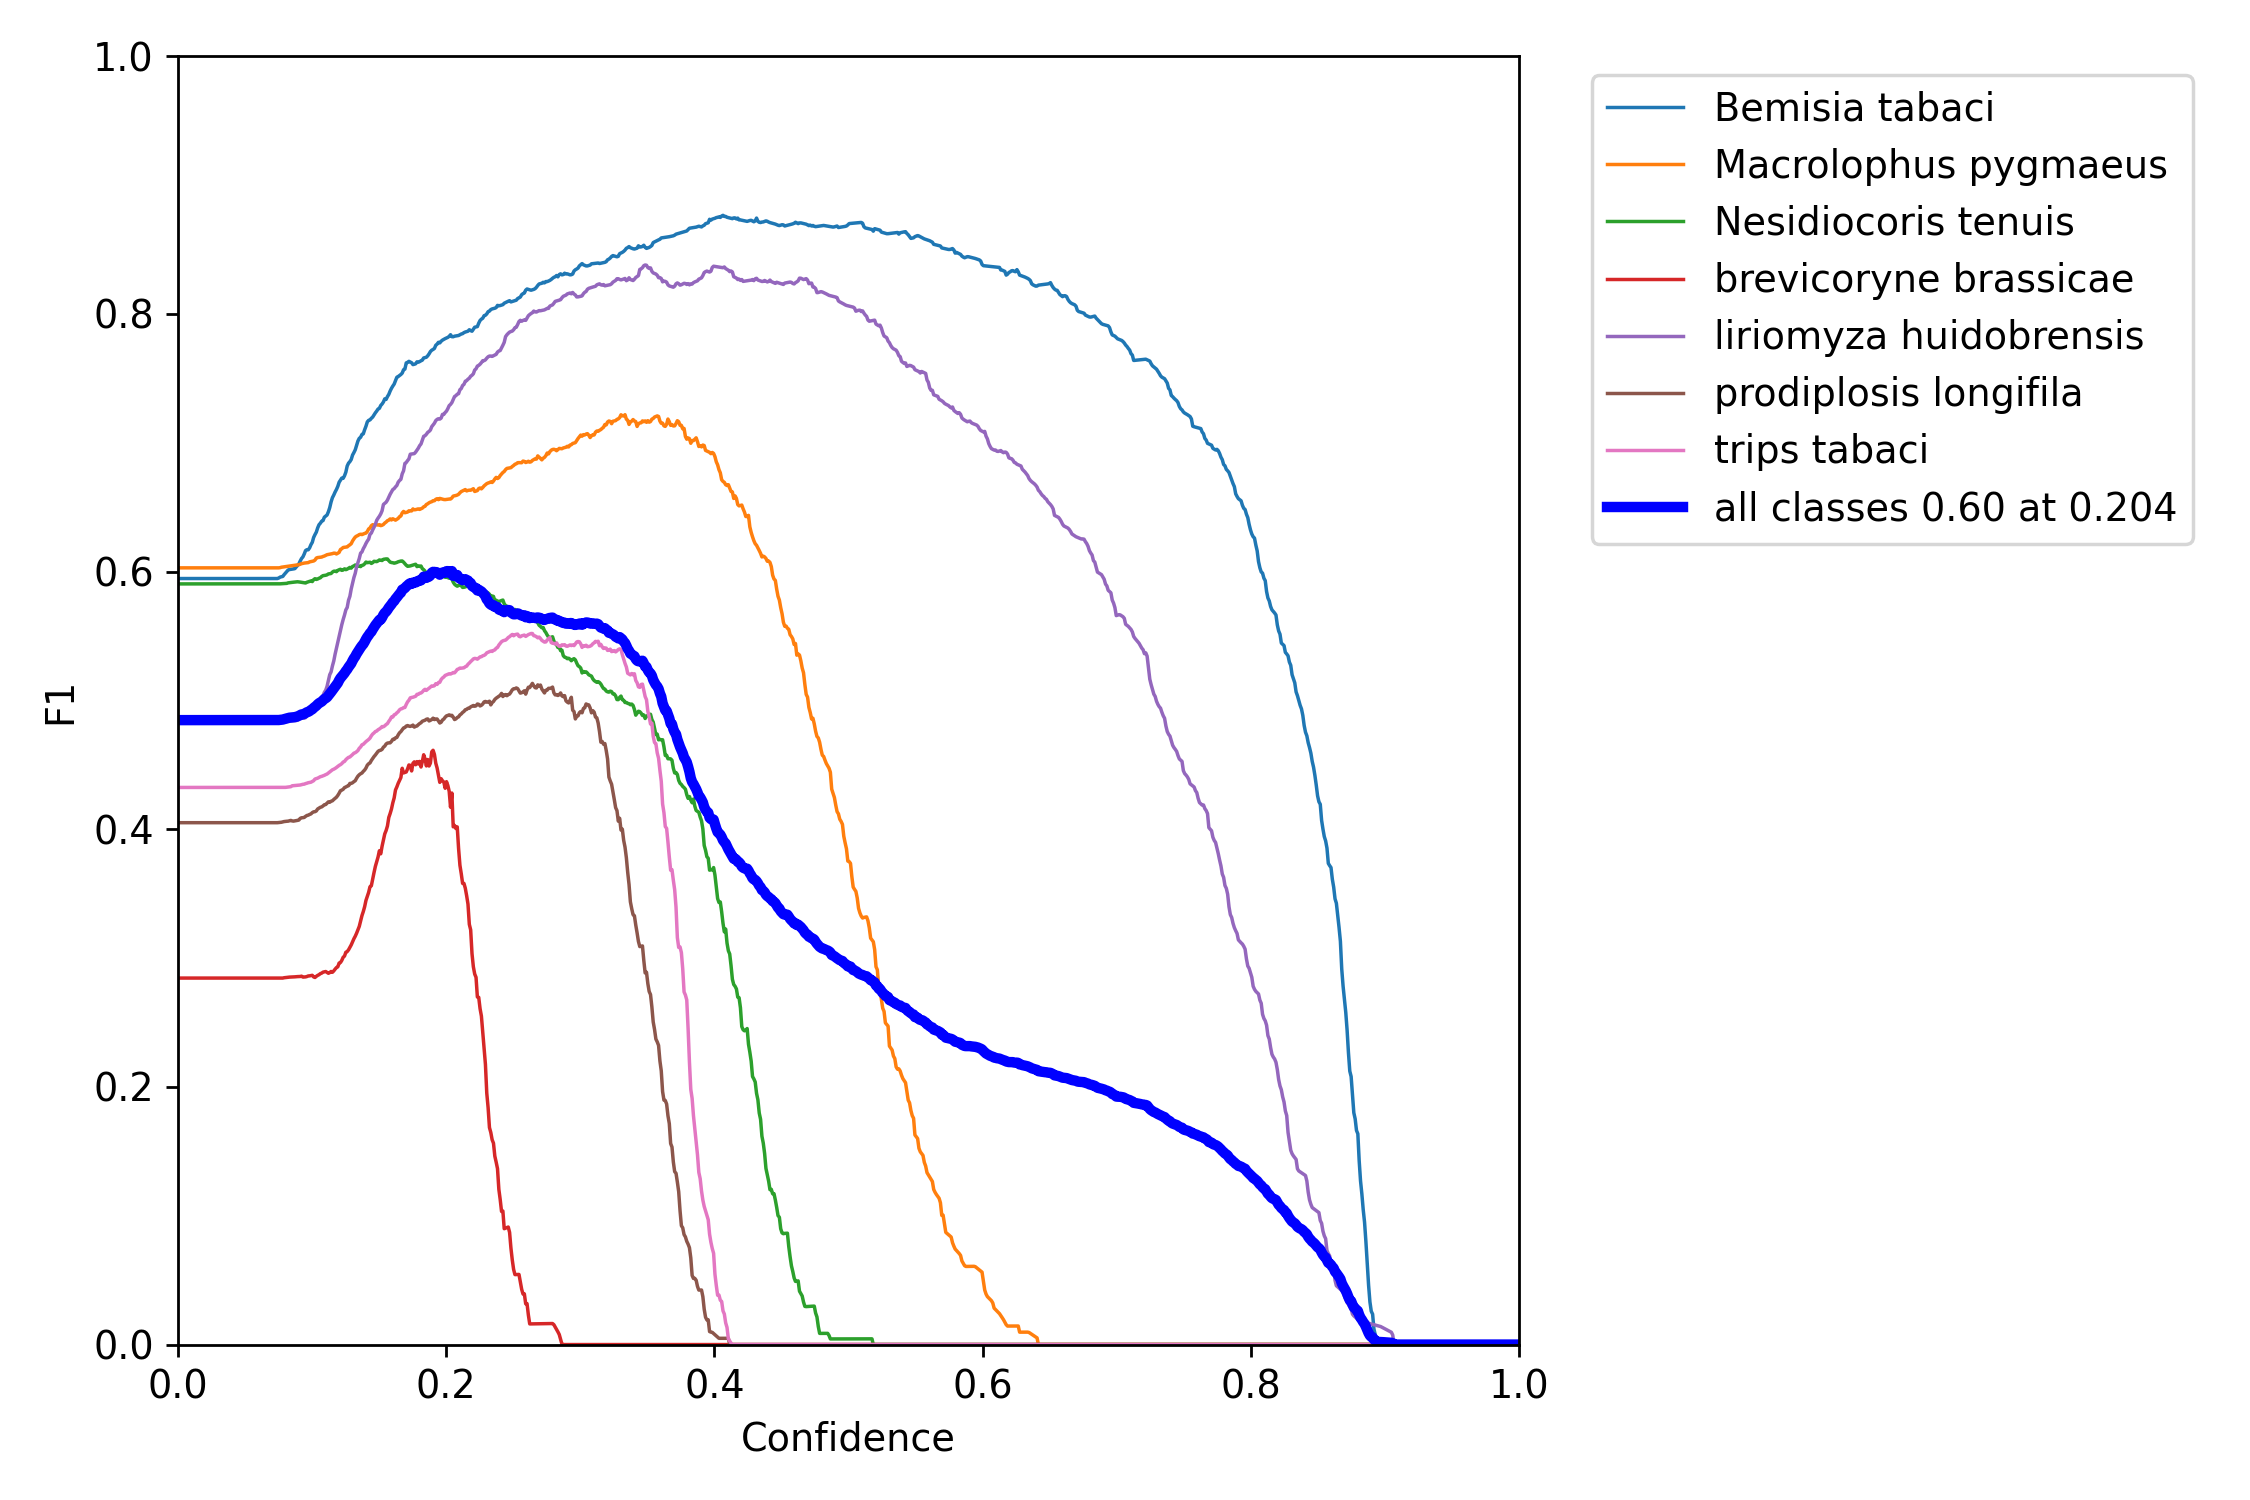 1.0
0.8
0.6
0.4
0.2
0.0
F1
0.0 0.2 0.4 0.6 0.8 1.0
Confidence
Bemisia tabaci
Macrolophus pygmaeus
Nesidiocoris tenuis
brevicoryne brassicae
liriomyza huidobrensis
prodiplosis longifila
trips tabaci
all classes 0.60 at 0.204